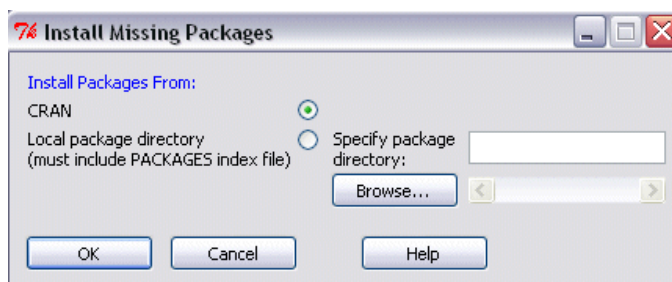 Install Missing Packages
Install Packages From:
CRAN
Local package directory
(must include PACKAGES index file)
Specify package
directory:
Browse...
OK
Cancel
Help